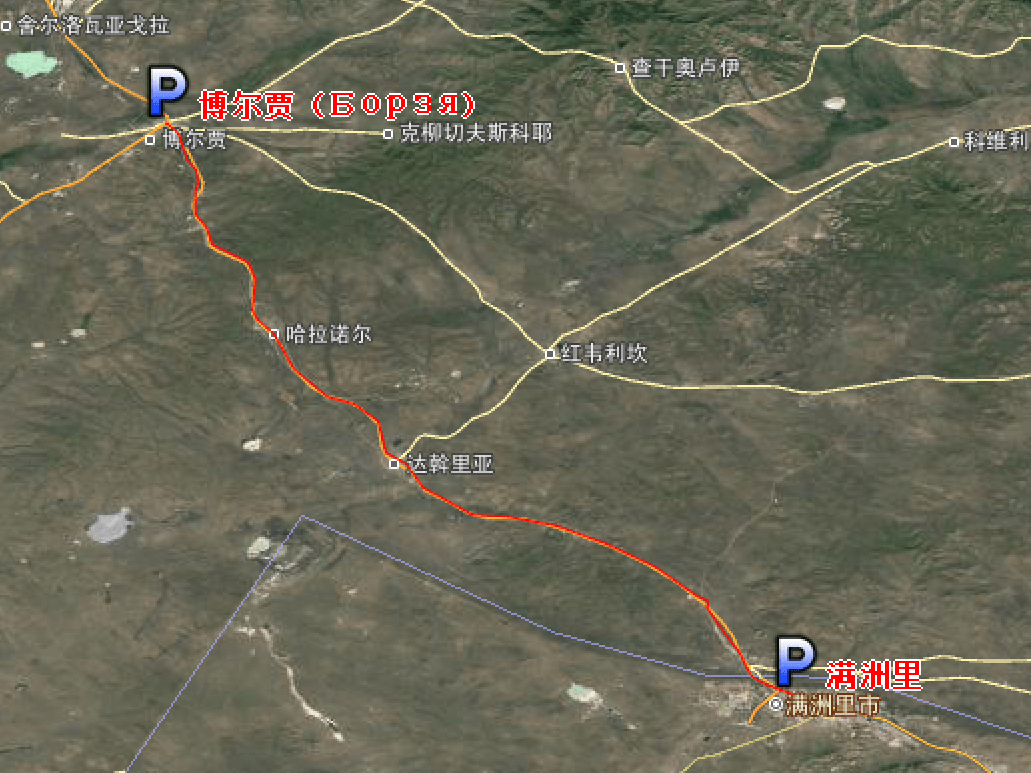 舍尔洛瓦亚戈拉
查干奥卢伊
P
博尔贾（Борзя）
博尔贾
克柳切夫斯科耶
科维利
哈拉诺尔
红韦利坎
达斡里亚
P
满洲里
满洲里市